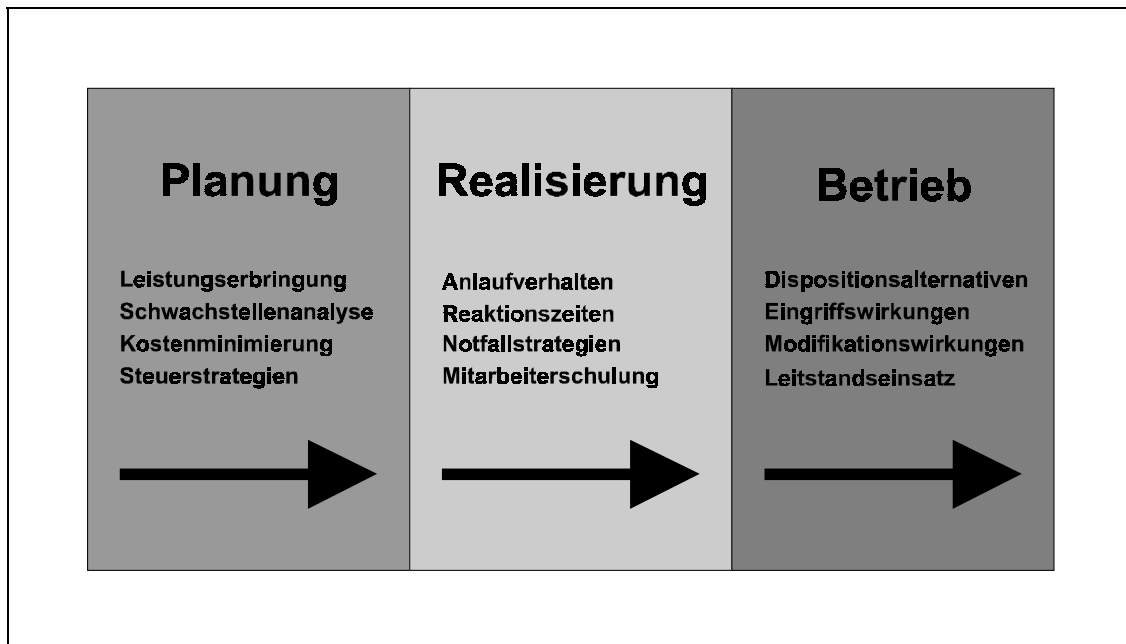 Planung
Leistungserbringung
Schwachstellenanalyse
Kostenminimierung
Steuerstrategien
Realisierung
Anlaufverhalten
Reaktionszeiten
Notfallstrategien
Mitarbeiterschulung
Betrieb
Dispositionsalternativen
Eingriffswirkungen
Modifikationswirkungen
Leitstandseinsatz